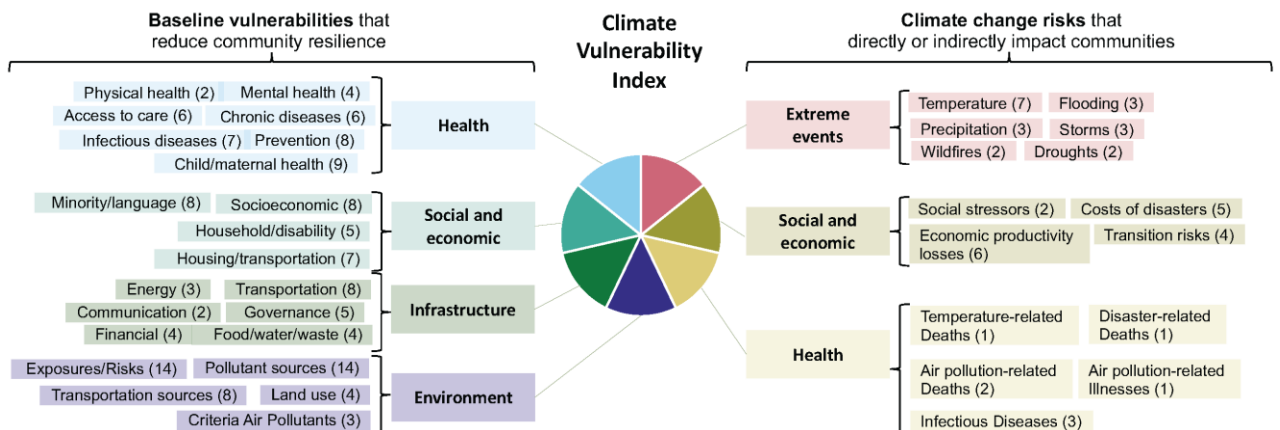 Baseline vulnerabilities that
reduce community resilience
Climate
Vulnerability
Index
Climate change risks that
directly or indirectly impact communities
Physical health (2)
Mental health (4)
Access to care (6)
Chronic diseases (6)
Infectious diseases (7)
Prevention (8)
Child/maternal health (9)
Health
Minority/language (8)
Socioeconomic (8)
Household/disability (5)
Housing/transportation (7)
Social and
economic
Energy (3)
Transportation (8)
Communication (2)
Governance (5)
Financial (4)
Food/water/waste (4)
Infrastructure
Exposures/Risks (14)
Pollutant sources (14)
Transportation sources (8)
Land use (4)
Criteria Air Pollutants (3)
Environment
Extreme
events
Temperature (7)
Flooding (3)
Precipitation (3)
Storms (3)
Wildfires (2)
Droughts (2)
Social and
economic
Social stressors (2)
Costs of disasters (5)
Economic productivity
losses (6)
Transition risks (4)
Health
Temperature-related
Deaths (1)
Disaster-related
Deaths (1)
Air pollution-related
Deaths (2)
Air pollution-related
Illnesses (1)
Infectious Diseases (3)